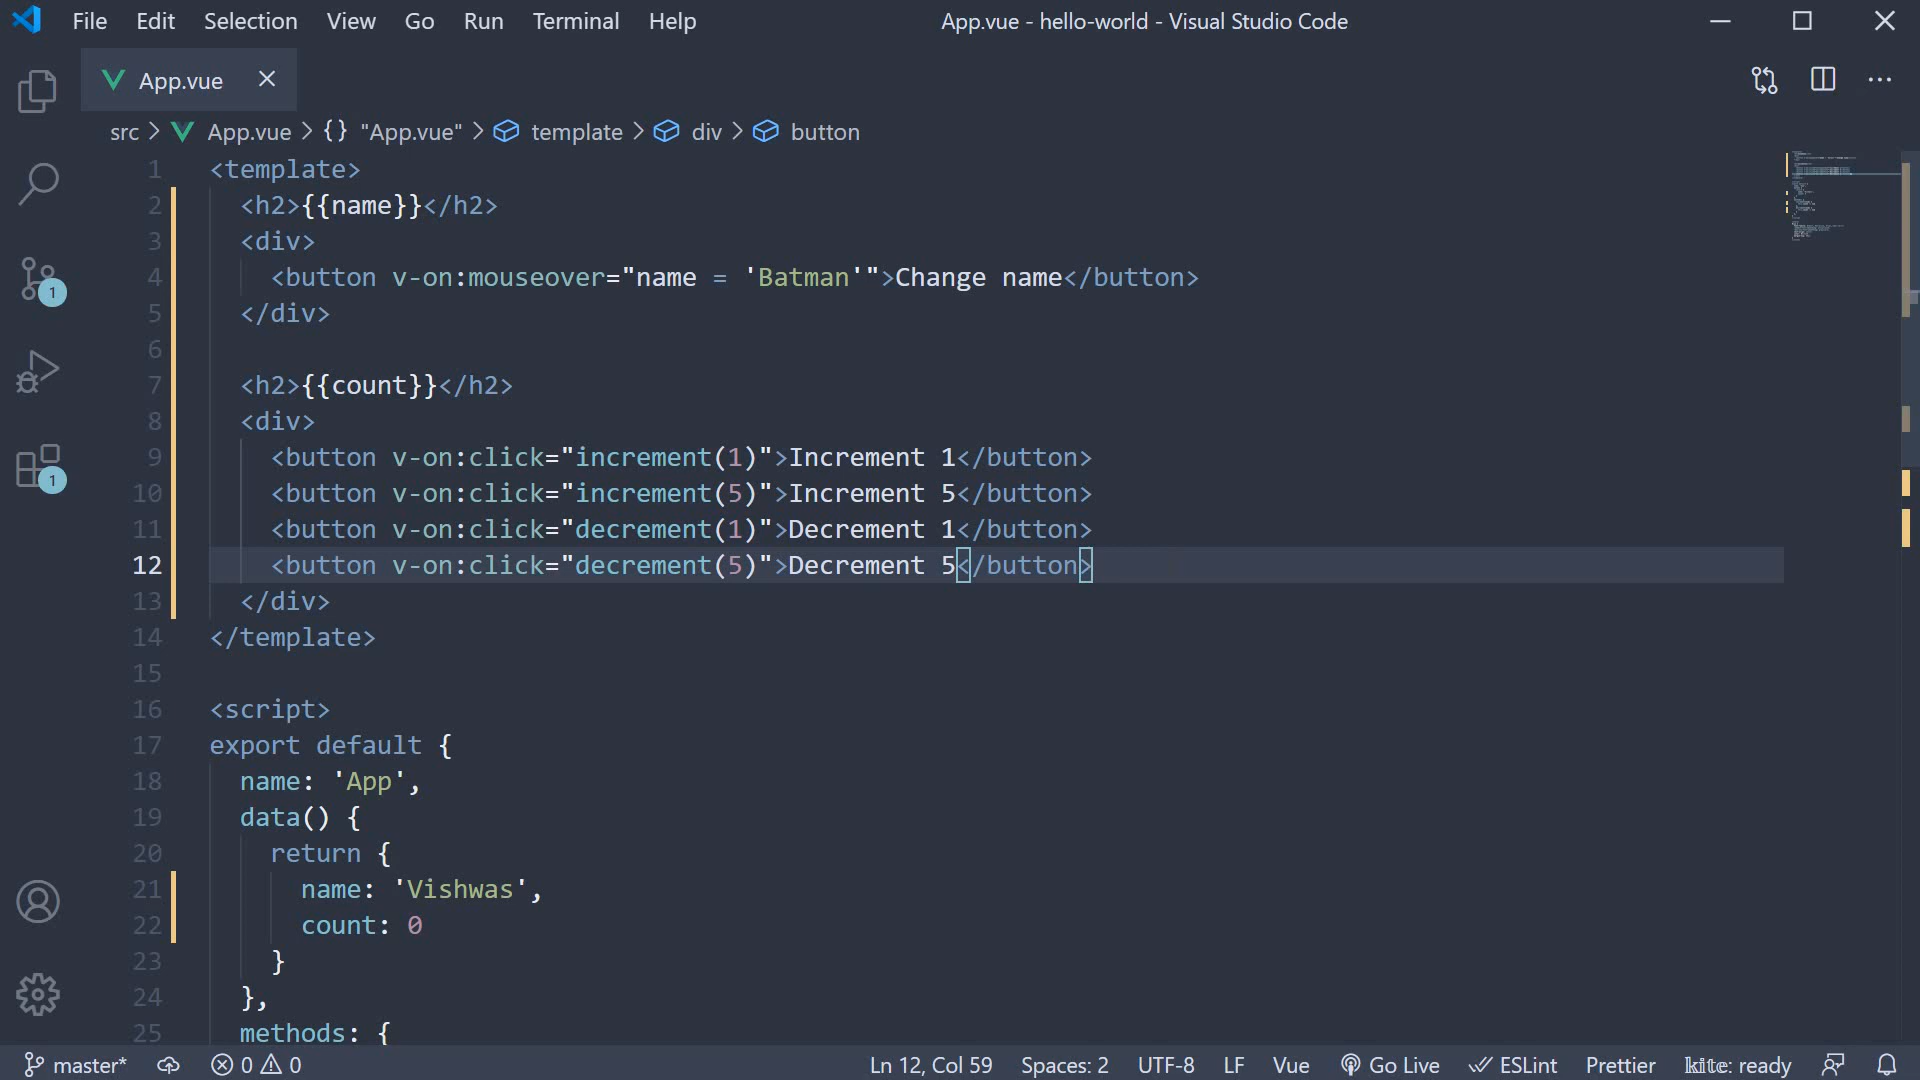 File Edit Selection View Go Run Terminal Help App.vue - hello-world - Visual Studio Code
App.vue
src > App.vue > {} "App.vue" > template > div > button
1 <template>
2 <h2>{{name}}</h2>
3 <div>
4 <button v-on:mouseover="name = 'Batman'">Change name</button>
5 </div>
6
7 <h2>{{count}}</h2>
8 <div>
9 <button v-on:click="increment(1)">Increment 1</button>
10 <button v-on:click="increment(5)">Increment 5</button>
11 <button v-on:click="decrement(1)">Decrement 1</button>
12 <button v-on:click="decrement(5)">Decrement 5</button>
13 </div>
14 </template>
15
16 <script>
17 export default {
18 name: 'App',
19 data() {
20 return {
21 name: 'Vishwas',
22 count: 0
23 }
24 },
25 methods: {
1
1
master* 0 0 Ln 12, Col 59 Spaces: 2 UTF-8 LF Vue Go Live ESLint Prettier kite: ready